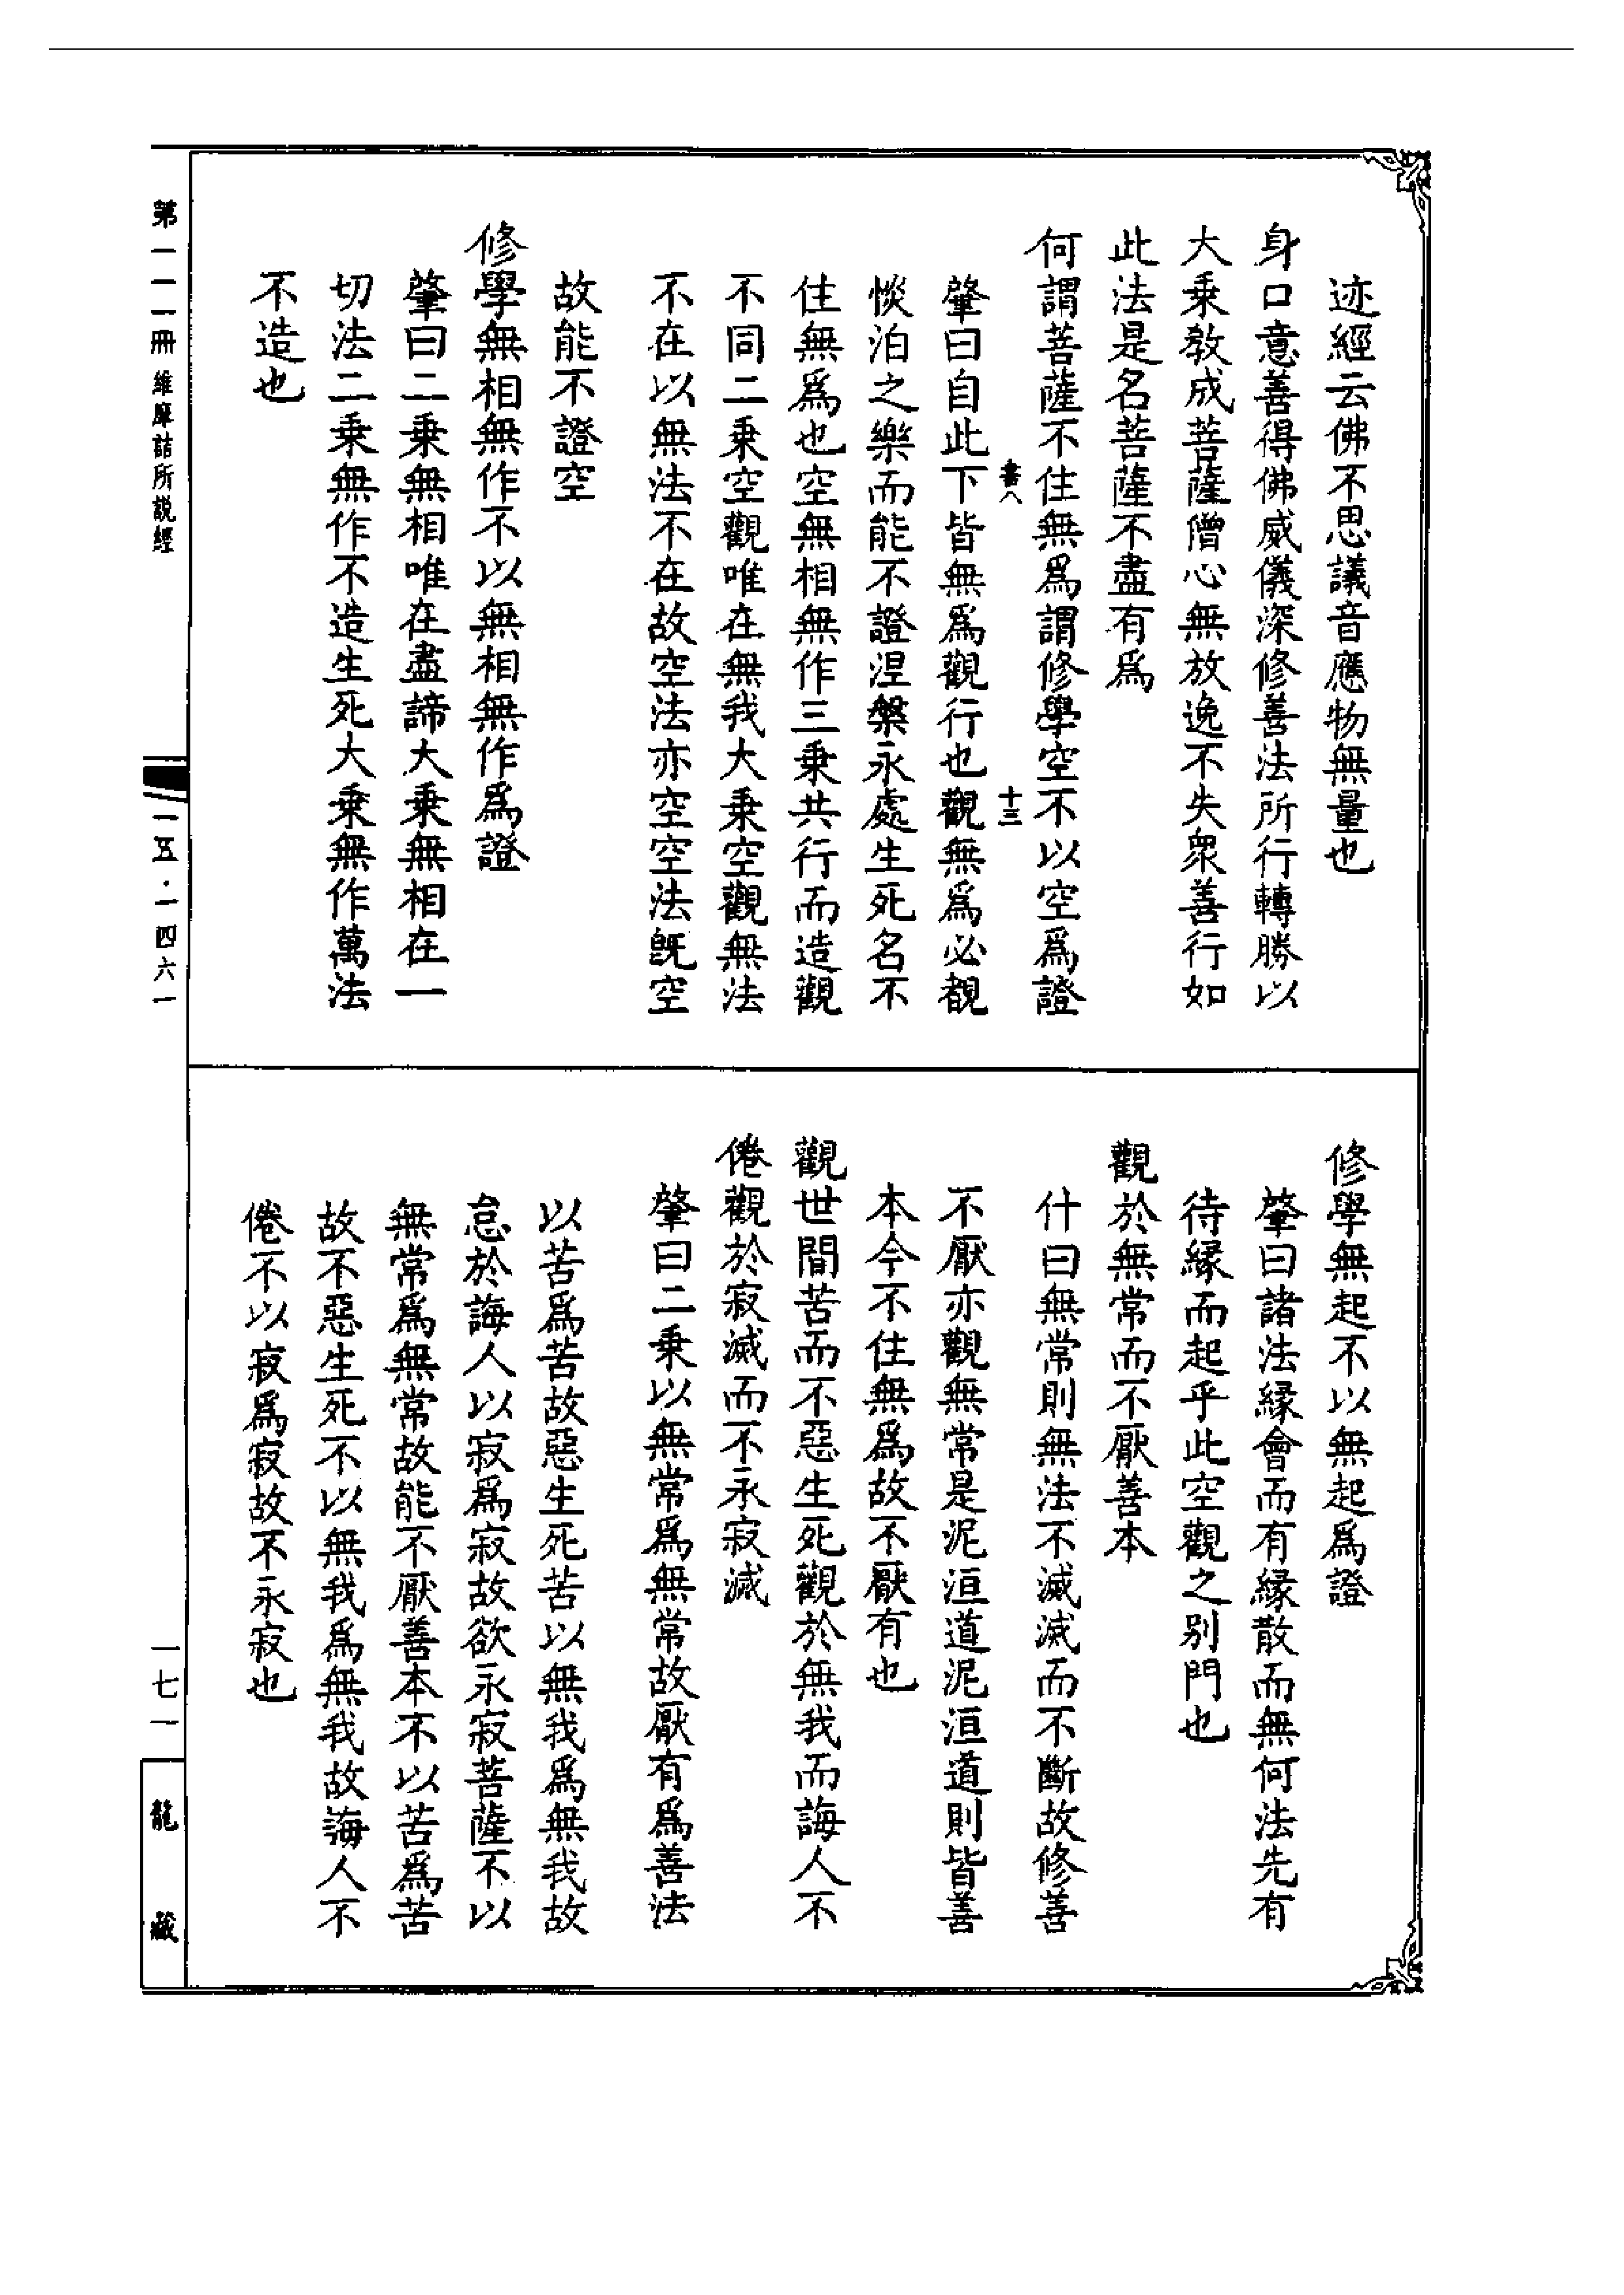 迹經云佛不思議音應物無量也
身口意善得佛威儀深修善法所行轉勝以
大乘教成菩薩僧心無放逸不失衆善行如
此法是名菩薩不盡有爲
何謂菩薩不住無爲謂修學空不以空爲證
書八
十三
肇曰自此下皆無爲觀行也觀無爲必覩
惔泊之樂而能不證涅槃永處生死名不
住無爲也空無相無作三乘共行而造觀
不同二乘空觀唯在無我大乘空觀無法
不在以無法不在故空法亦空空法旣空
故能不證空
修學無相無作不以無相無作爲證
肇曰二乘無相唯在盡諦大乘無相在一
切法二乘無作不造生死大乘無作萬法
不造也
修學無起不以無起爲證
肇曰諸法緣會而有緣散而無何法先有
待緣而起乎此空觀之别門也
觀於無常而不厭善本
什曰無常則無法不滅滅而不斷故修善
不厭亦觀無常是泥洹道泥洹道則皆善
本今不住無爲故不厭有也
觀世間苦而不惡生死觀於無我而誨人不
倦觀於寂滅而不永寂滅
肇曰二乘以無常爲無常故厭有爲善法
以苦爲苦故惡生死苦以無我爲無我故
怠於誨人以寂爲寂故欲永寂菩薩不以
無常爲無常故能不厭善本不以苦爲苦
故不惡生死不以無我爲無我故誨人不
倦不以寂爲寂故不永寂也
第一一一冊 維摩詰所説經
一五·一四六一
一七一
龍藏